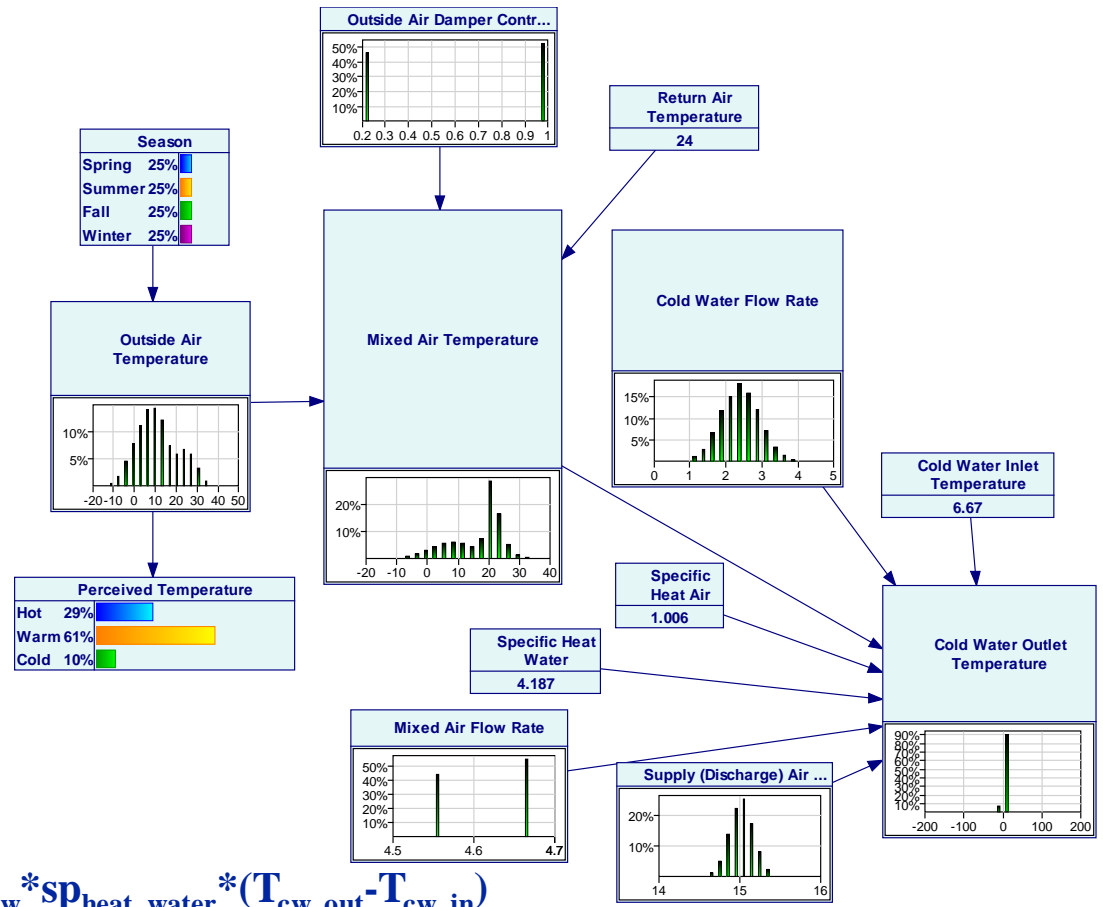 Outside Air Damper Contr...
50%
40%
30%
20%
10%
0.2 0.3 0.4 0.5 0.6 0.7 0.8 0.9 1
Return Air
Temperature
24
Season
Spring 25%
Summer 25%
Fall 25%
Winter 25%
Outside Air
Temperature
10%
5%
-20 -10 0 10 20 30 40 50
Mixed Air Temperature
20%
10%
-20 -10 0 10 20 30 40
Cold Water Flow Rate
15%
10%
5%
0 1 2 3 4 5
Cold Water Inlet
Temperature
6.67
Perceived Temperature
Hot 29%
Warm 61%
Cold 10%
Specific
Heat Air
1.006
Specific Heat
Water
4.187
Cold Water Outlet
Temperature
90%
80%
70%
60%
50%
40%
30%
20%
10%
-200 -100 0 100 200
Mixed Air Flow Rate
50%
40%
30%
20%
10%
4.5 4.6 4.7
Supply (Discharge) Air ...
20%
10%
14 15 16
w*sp heat_water*(T cw_out-T cw_in)